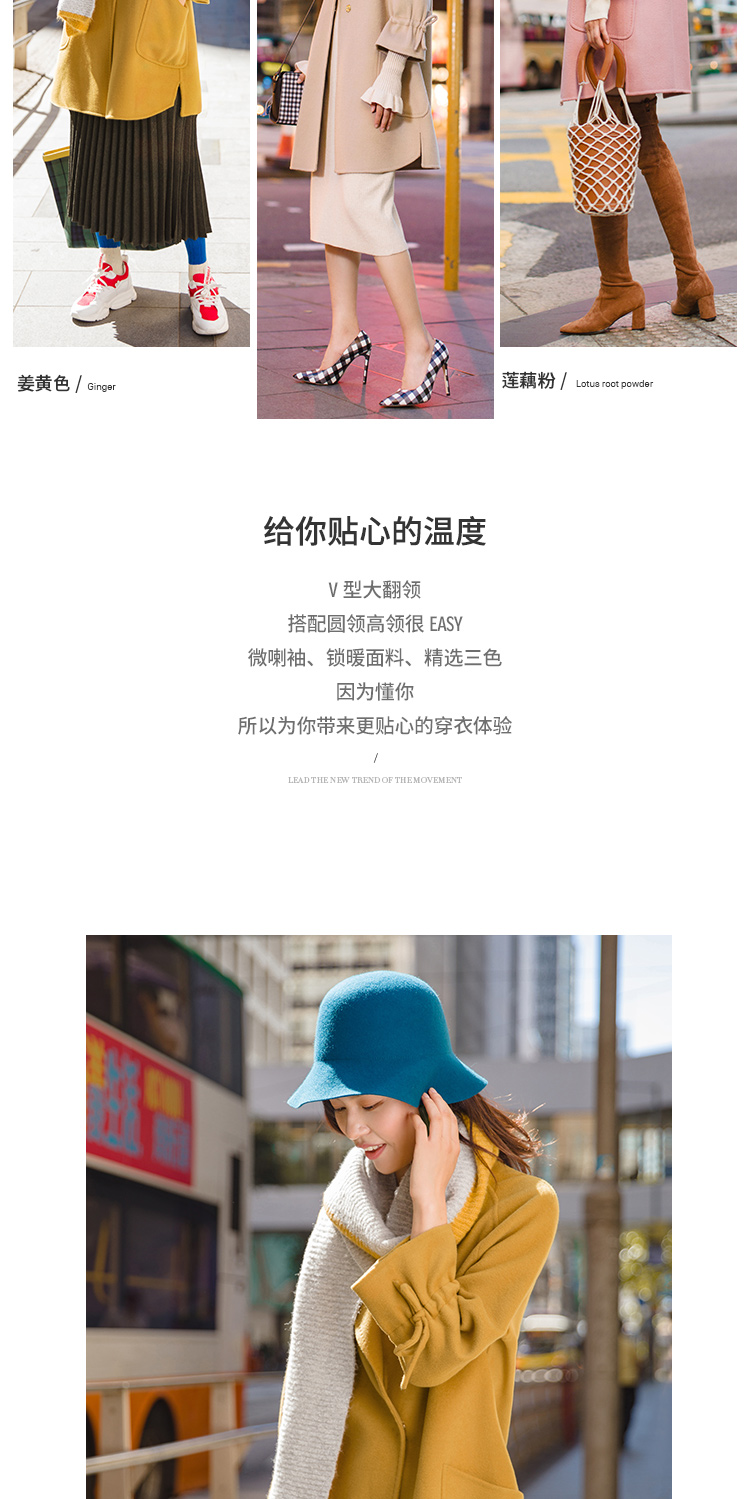 姜黄色 / Ginger
莲藕粉 / Lotus root powder
给你贴心的温度
V 型大翻领
搭配圆领高领很 EASY
微喇袖、锁暖面料、精选三色
因为懂你
所以为你带来更贴心的穿衣体验
/
LEAD THE NEW TREND OF THE MOVEMENT